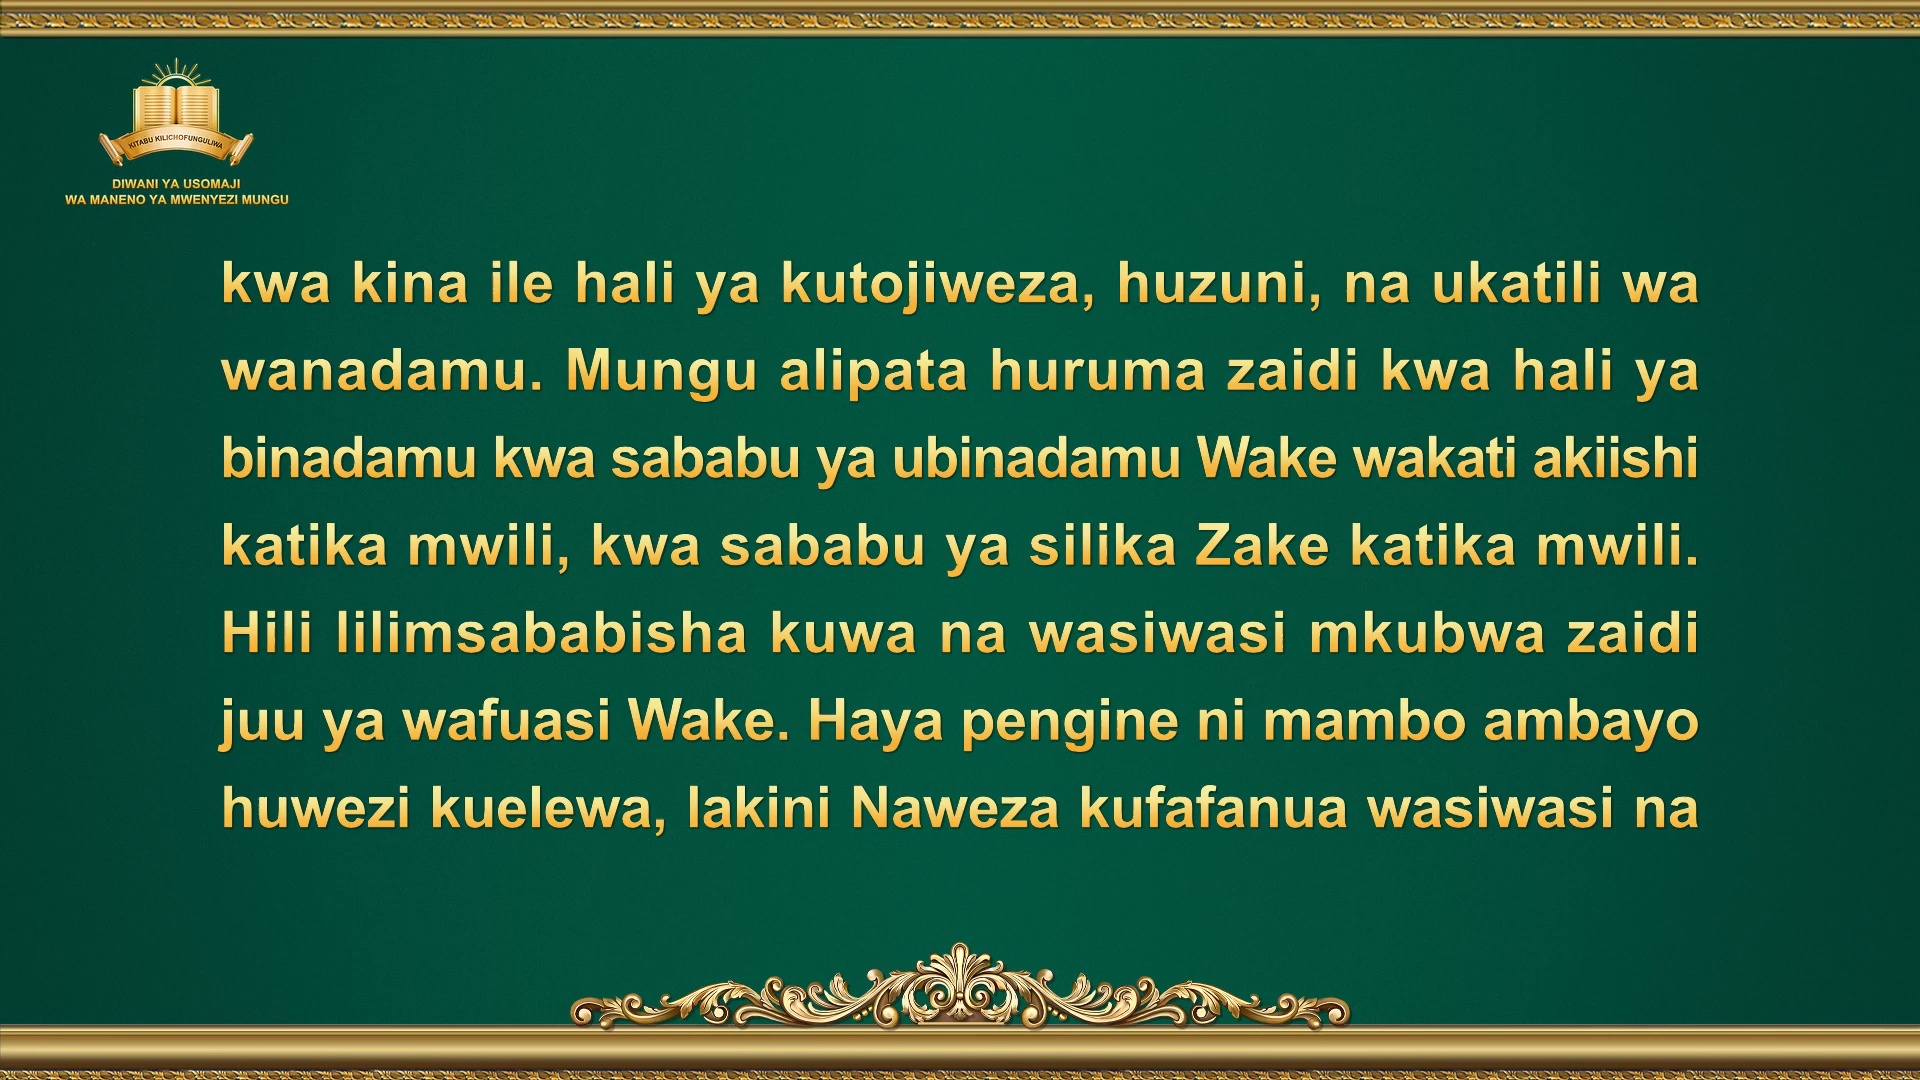 KITABU KILICHOFUNGULIWA
DIWANI YA USOMAJI
WA MANENO YA MWENYEZI MUNGU
kwa kina ile hali ya kutojiweza, huzuni, na ukatili wa
wanadamu. Mungu alipata huruma zaidi kwa hali ya
binadamu kwa sababu ya ubinadamu Wake wakati akiishi
katika mwili, kwa sababu ya silika Zake katika mwili.
Hili lilimsababisha kuwa na wasiwasi mkubwa zaidi
juu ya wafuasi Wake. Haya pengine ni mambo ambayo
huwezi kuelewa, lakini Naweza kufafanua wasiwasi na